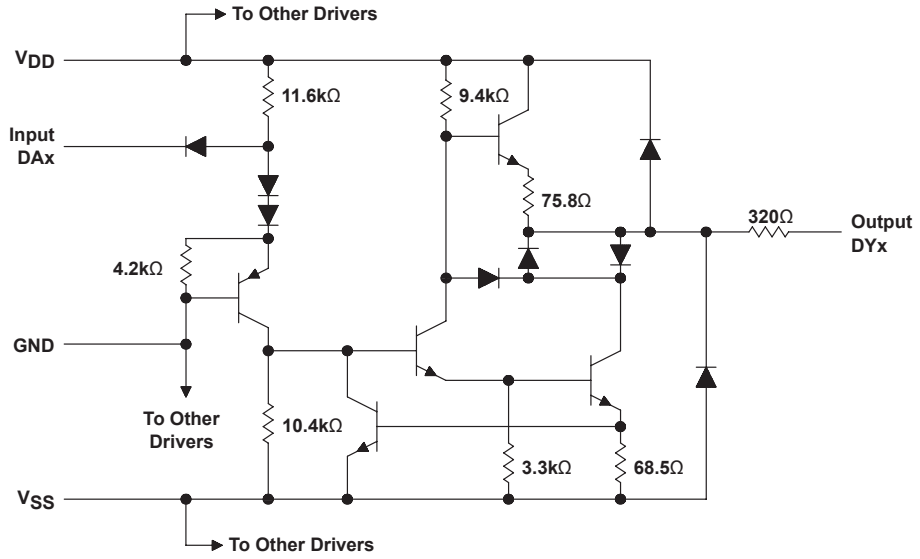 To Other Drivers
VDD
11.6kΩ
9.4kΩ
Input
DAx
75.8Ω
320Ω
Output
DYx
4.2kΩ
GND
To Other
Drivers
10.4kΩ
3.3kΩ
68.5Ω
VSS
To Other Drivers